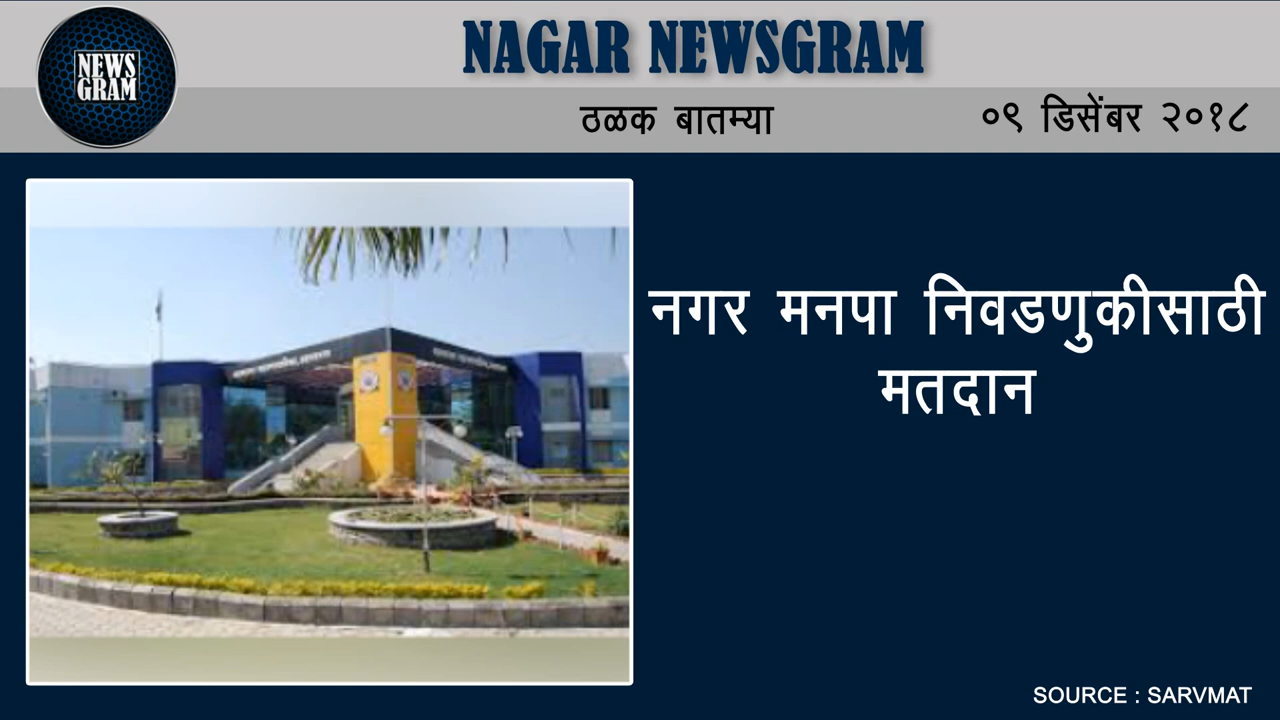 NEWS
GRAM
NAGAR NEWSGRAM
ठळक बातम्या
०९ डिसेंबर २०१८
नगर मनपा निवडणुकीसाठी
मतदान
SOURCE : SARVMAT